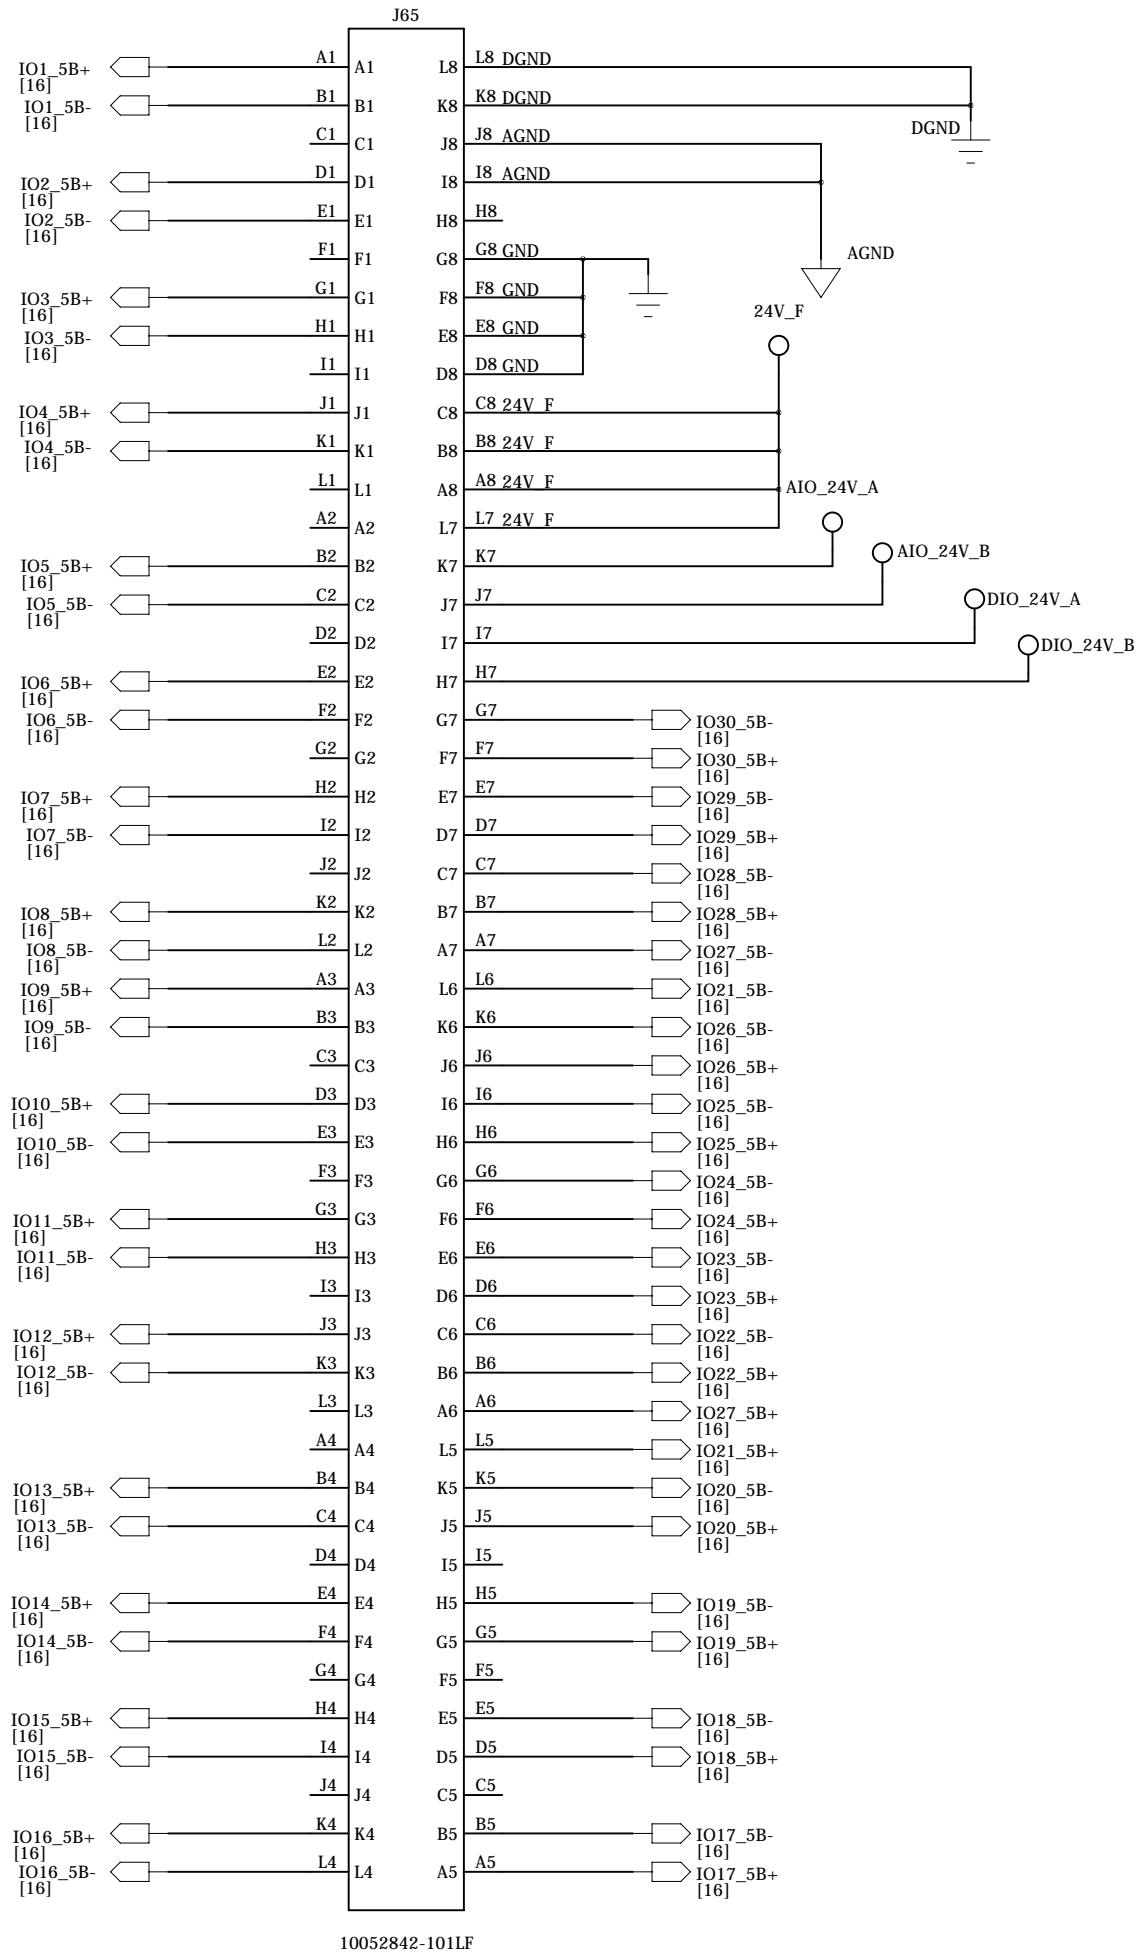 J65
IO1_5B+ A1 A1 L8 L8 DGND
[16]
IO1_5B- B1 B1 K8 K8 DGND
[16]
DGND
C1 C1 J8 J8 AGND
IO2_5B+ D1 D1 I8 I8 AGND
[16]
IO2_5B- E1 E1 H8 H8
[16]
F1 F1 G8 G8 GND AGND
IO3_5B+ G1 G1 F8 F8 GND
[16]
24V_F
IO3_5B- H1 H1 E8 E8 GND
[16]
I1 I1 D8 D8 GND
IO4_5B+ J1 J1 C8 C8 24V_F
[16]
IO4_5B- K1 K1 B8 B8 24V_F
[16]
L1 L1 A8 A8 24V_F AIO_24V_A
A2 A2 L7 L7 24V_F
AIO_24V_B
IO5_5B+ B2 B2 K7 K7
[16]
IO5_5B- C2 C2 J7 J7 DIO_24V_A
[16]
D2 D2 I7 I7 DIO_24V_B
IO6_5B+ E2 E2 H7 H7
[16]
IO6_5B- F2 F2 G7 G7 IO30_5B-
[16] [16]
G2 G2 F7 F7 IO30_5B+
[16]
IO7_5B+ H2 H2 E7 E7 IO29_5B-
[16] [16]
IO7_5B- I2 I2 D7 D7 IO29_5B+
[16] [16]
J2 J2 C7 C7 IO28_5B-
[16]
IO8_5B+ K2 K2 B7 B7 IO28_5B+
[16] [16]
IO8_5B- L2 L2 A7 A7 IO27_5B-
[16] [16]
IO9_5B+ A3 A3 L6 L6 IO21_5B-
[16] [16]
IO9_5B- B3 B3 K6 K6 IO26_5B-
[16] [16]
C3 C3 J6 J6 IO26_5B+
[16]
IO10_5B+ D3 D3 I6 I6 IO25_5B-
[16] [16]
IO10_5B- E3 E3 H6 H6 IO25_5B+
[16] [16]
F3 F3 G6 G6 IO24_5B-
[16]
IO11_5B+ G3 G3 F6 F6 IO24_5B+
[16] [16]
IO11_5B- H3 H3 E6 E6 IO23_5B-
[16] [16]
I3 I3 D6 D6 IO23_5B+
[16]
IO12_5B+ J3 J3 C6 C6 IO22_5B-
[16] [16]
IO12_5B- K3 K3 B6 B6 IO22_5B+
[16] [16]
L3 L3 A6 A6 IO27_5B+
[16]
A4 A4 L5 L5 IO21_5B+
[16]
IO13_5B+ B4 B4 K5 K5 IO20_5B-
[16] [16]
IO13_5B- C4 C4 J5 J5 IO20_5B+
[16] [16]
D4 D4 I5 I5
IO14_5B+ E4 E4 H5 H5 IO19_5B-
[16] [16]
IO14_5B- F4 F4 G5 G5 IO19_5B+
[16] [16]
G4 G4 F5 F5
IO15_5B+ H4 H4 E5 E5 IO18_5B-
[16] [16]
IO15_5B- I4 I4 D5 D5 IO18_5B+
[16] [16]
J4 J4 C5 C5
IO16_5B+ K4 K4 B5 B5 IO17_5B-
[16] [16]
IO16_5B- L4 L4 A5 A5 IO17_5B+
[16] [16]
10052842-101LF